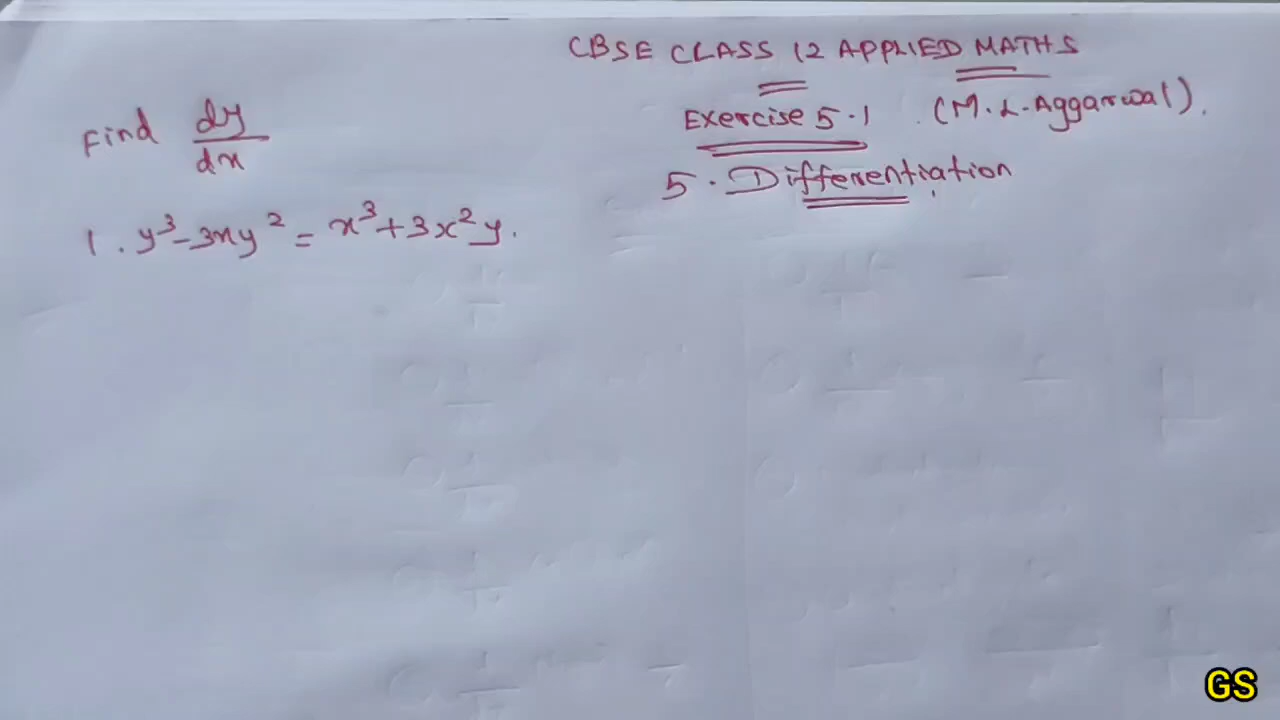 CBSE CLASS 12 APPLIED MATHS
Exercise 5.1 (M.L.Aggarwal).
5. Differentiation
Find dy/dx
1. y³-3xy² = x³+3x²y.
GS